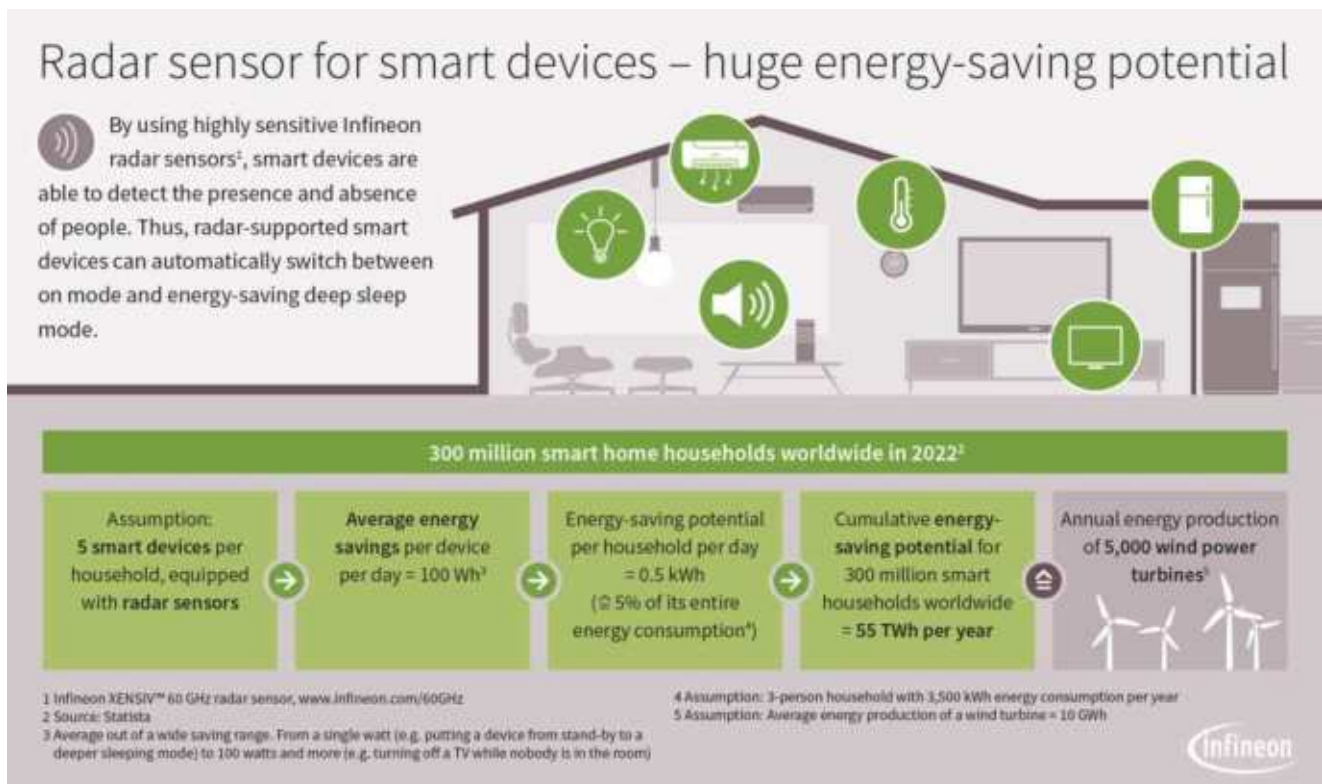 Radar sensor for smart devices – huge energy-saving potential
By using highly sensitive Infineon
radar sensors¹, smart devices are
able to detect the presence and absence
of people. Thus, radar-supported smart
devices can automatically switch between
on mode and energy-saving deep sleep
mode.
300 million smart home households worldwide in 2022²
Assumption:
5 smart devices per
household, equipped
with radar sensors
Average energy
savings per device
per day = 100 Wh³
Energy-saving potential
per household per day
= 0.5 kWh
(≙ 5% of its entire
energy consumption⁴)
Cumulative energy-
saving potential for
300 million smart
households worldwide
= 55 TWh per year
Annual energy production
of 5,000 wind power
turbines⁵
1 Infineon XENSIV™ 60 GHz radar sensor, www.infineon.com/60GHz
2 Source: Statista
3 Average out of a wide saving range. From a single watt (e.g. putting a device from stand-by to a
deeper sleeping mode) to 100 watts and more (e.g. turning off a TV while nobody is in the room)
4 Assumption: 3-person household with 3,500 kWh energy consumption per year
5 Assumption: Average energy production of a wind turbine = 10 GWh
infineon